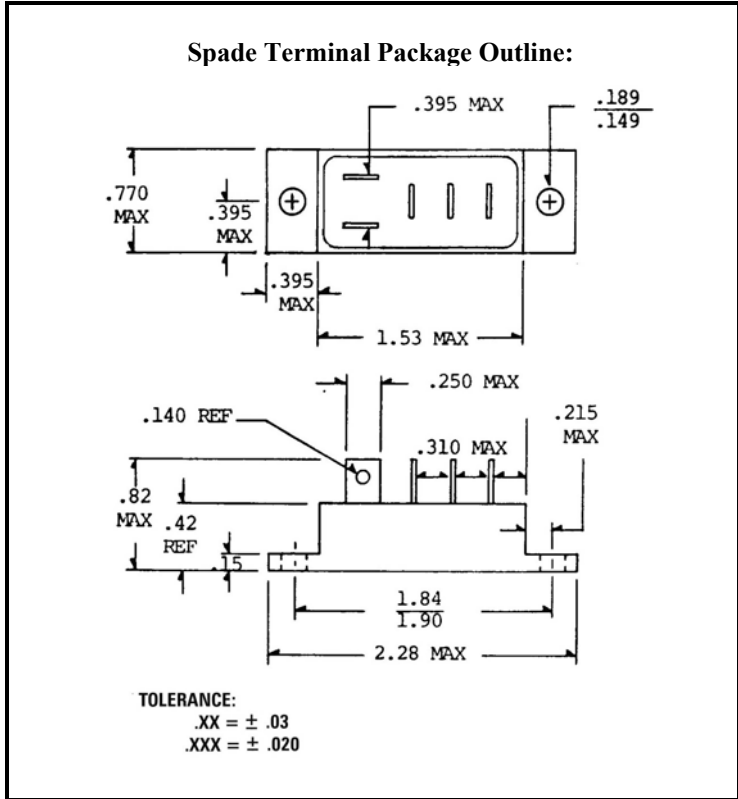 Spade Terminal Package Outline:
.395 MAX
.189
.149
.770
MAX
.395
MAX
.395
MAX
1.53 MAX
.250 MAX
.140 REF
.215
MAX
.310 MAX
.82
MAX
.42
REF
.15
1.84
1.90
2.28 MAX
TOLERANCE:
.XX = ± .03
.XXX = ± .020